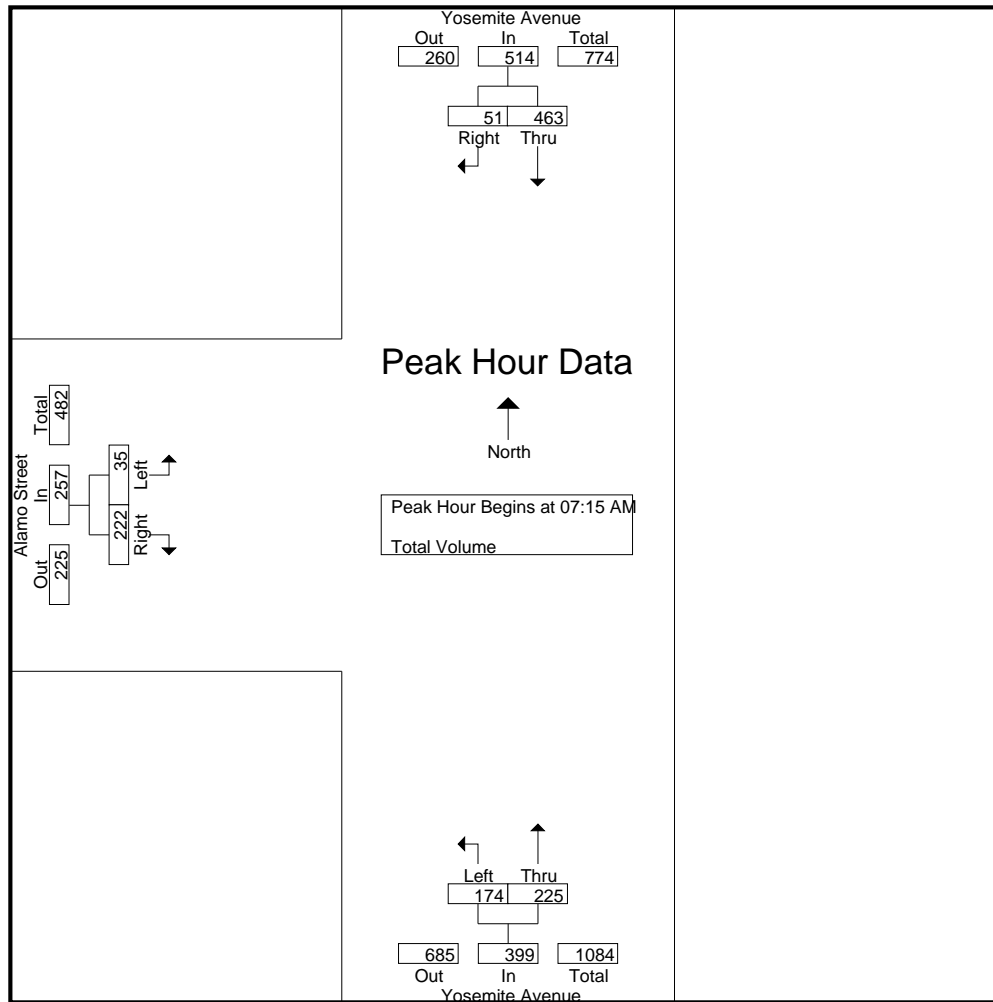 Yosemite Avenue
Out In Total
260 514 774
51 463
Right Thru
Peak Hour Data
North
Peak Hour Begins at 07:15 AM
Total Volume
Alamo Street
Out In Total
225 257 482
222 35
Right Left
Left Thru
174 225
685 399 1084
Out In Total
Yosemite Avenue